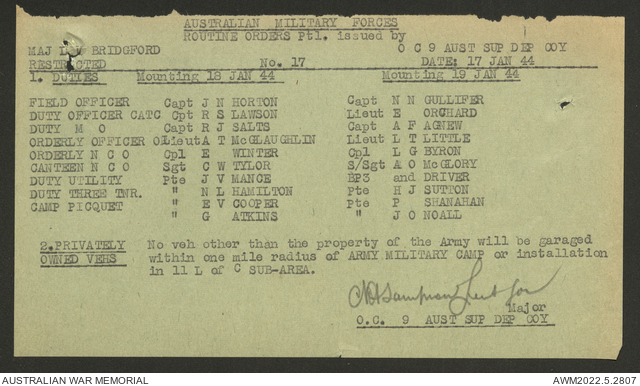 AUSTRALIAN MILITARY FORCES
ROUTINE ORDERS Pt1. issued by
MAJ BRIDGFORD O C 9 AUST SUP DEP COY
RESTRICTED No. 17 DATE: 17 JAN 44
1. DUTIES Mounting 18 JAN 44 Mounting 19 JAN 44
FIELD OFFICER Capt J N HORTON Capt N N GULLIFER
DUTY OFFICER CATC Cpt R S LAWSON Lieut E ORCHARD
DUTY M O Capt R J SALTS Capt A F AGNEW
ORDERLY OFFICER OLieut A T McGLAUGHLIN Lieut L T LITTLE
ORDERLY N C O Cpl E WINTER Cpl L G BYRON
CANTEEN N C O Sgt C W TYLOR S/Sgt A O McGLORY
DUTY UTILITY Pte J V MANCE BP3 and DRIVER
DUTY THREE TNR. " N L HAMILTON Pte H J SUTTON
CAMP PICQUET " E V COOPER Pte P SHANAHAN
" G ATKINS " J O NOALL
2. PRIVATELY No veh other than the property of the Army will be garaged
OWNED VEHS within one mile radius of ARMY MILITARY CAMP or installation
in 11 L of C SUB-AREA.
Lieut for
Major
O.C. 9 AUST SUP DEP COY
AUSTRALIAN WAR MEMORIAL AWM2022.5.2807